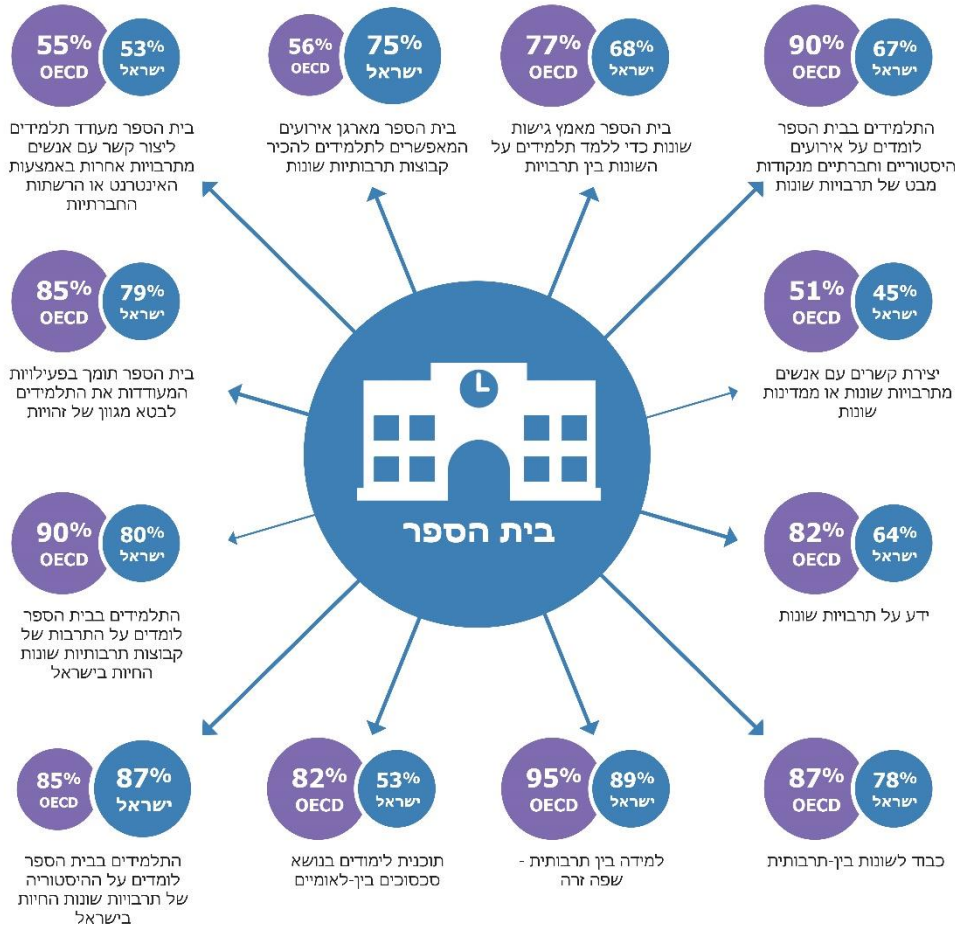 90%
OECD
67%
ישראל
התלמידים בבית הספר
לומדים על אירועים
היסטוריים וחברתיים מנקודות
מבט של תרבויות שונות
77%
OECD
68%
ישראל
בית הספר מאמץ גישות
שונות כדי ללמד תלמידים על
השונות בין תרבויות
56%
OECD
75%
ישראל
בית הספר מארגן אירועים
המאפשרים לתלמידים להכיר
קבוצות תרבותיות שונות
55%
OECD
53%
ישראל
בית הספר מעודד תלמידים
ליצור קשר עם אנשים
מתרבויות אחרות באמצעות
האינטרנט או הרשתות
החברתיות
51%
OECD
45%
ישראל
יצירת קשרים עם אנשים
מתרבויות שונות או ממדינות
שונות
85%
OECD
79%
ישראל
בית הספר תומך בפעילויות
המעודדות את התלמידים
לבטא מגוון של זהויות
בית הספר
82%
OECD
64%
ישראל
ידע על תרבויות שונות
90%
OECD
80%
ישראל
התלמידים בבית הספר
לומדים על התרבות של
קבוצות תרבותיות שונות
החיות בישראל
87%
OECD
78%
ישראל
כבוד לשונות בין-תרבותית
95%
OECD
89%
ישראל
למידה בין תרבותית -
שפה זרה
82%
OECD
53%
ישראל
תוכנית לימודים בנושא
סכסוכים בין-לאומיים
85%
OECD
87%
ישראל
התלמידים בבית הספר
לומדים על ההיסטוריה
של תרבויות שונות החיות
בישראל